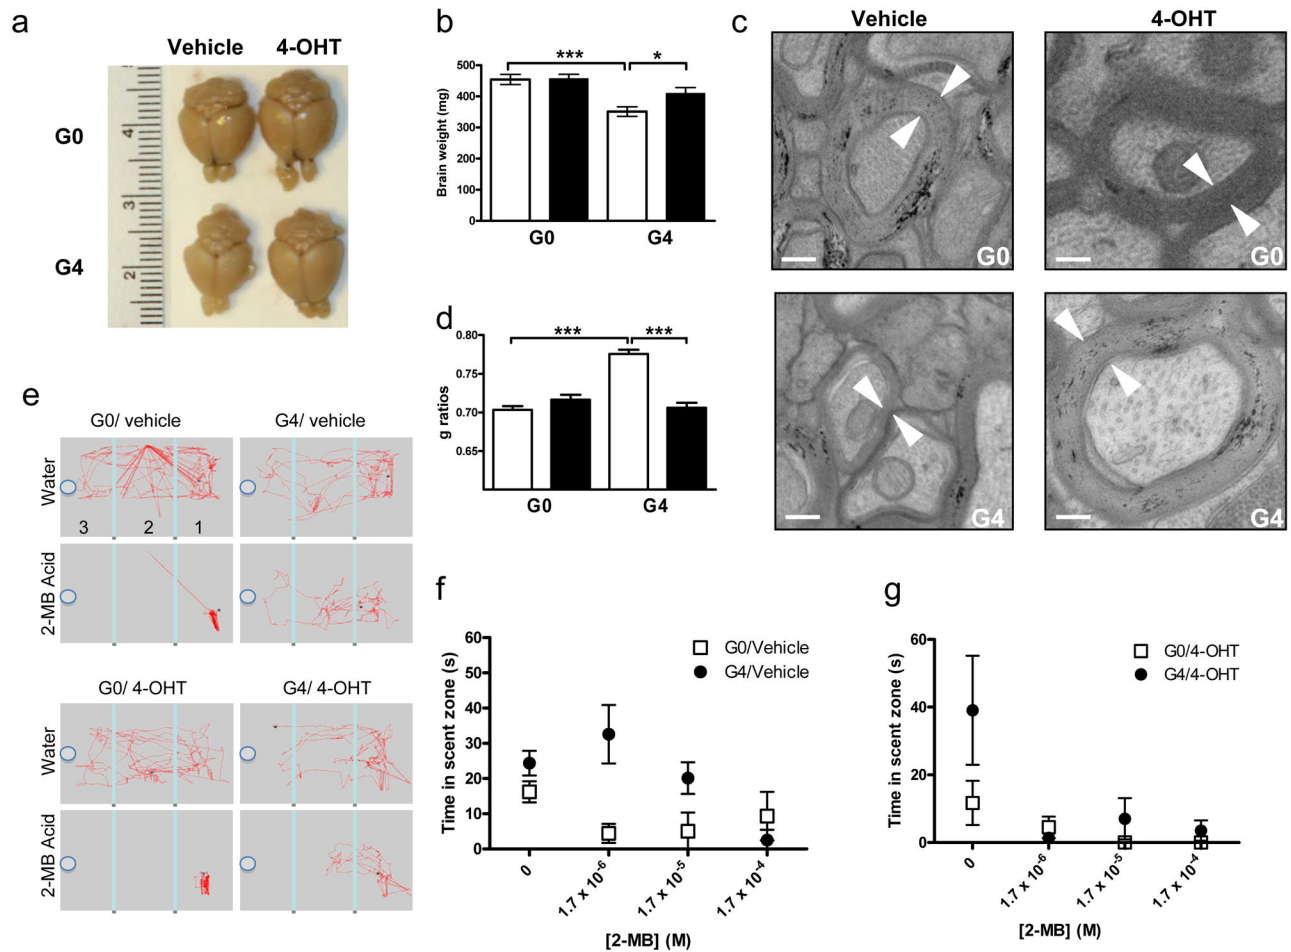 a
Vehicle 4-OHT
G0
G4
4
3
2
b
***
*
Brain weight (mg)
500
400
300
200
100
0
G0 G4
c
Vehicle 4-OHT
G0
G0
G4
G4
d
***
***
g ratios
0.80
0.75
0.70
0.65
G0 G4
e
G0/ vehicle G4/ vehicle
Water
3 2 1
2-MB Acid
G0/ 4-OHT G4/ 4-OHT
Water
2-MB Acid
f
Time in scent zone (s)
60
50
40
30
20
10
0
G0/Vehicle
G4/Vehicle
0
1.7 x 10⁻⁶
1.7 x 10⁻⁵
1.7 x 10⁻⁴
[2-MB] (M)
g
Time in scent zone (s)
60
40
20
0
G0/4-OHT
G4/4-OHT
0
1.7 x 10⁻⁶
1.7 x 10⁻⁵
1.7 x 10⁻⁴
[2-MB] (M)